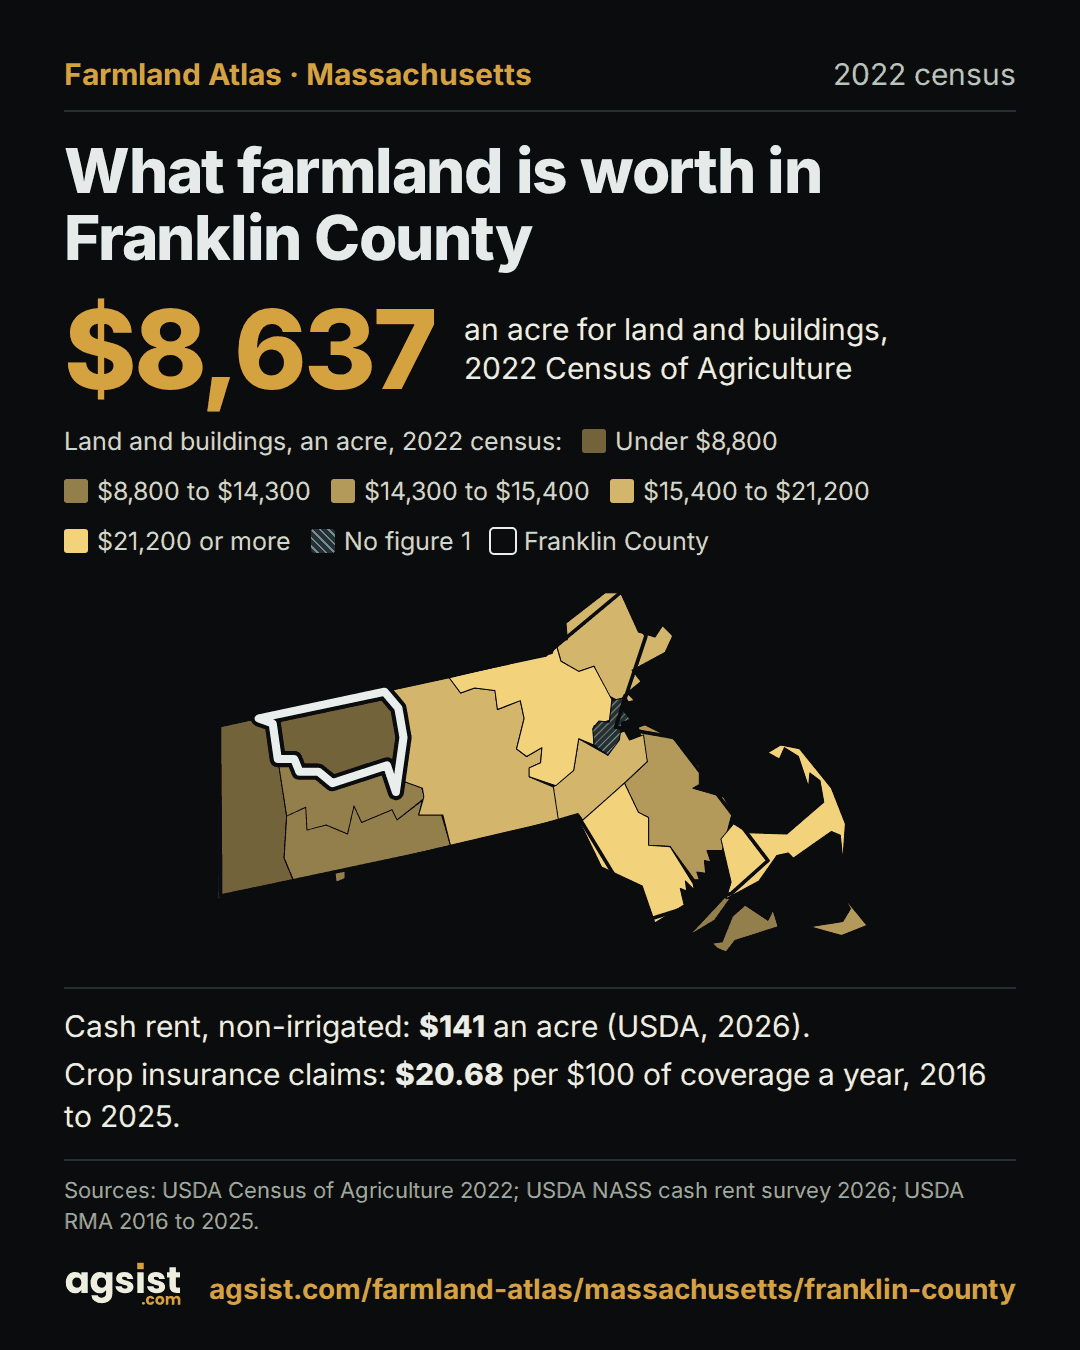 Farmland Atlas · Massachusetts
2022 census
What farmland is worth in
Franklin County
$8,637
an acre for land and buildings,
2022 Census of Agriculture
Land and buildings, an acre, 2022 census: Under $8,800
$8,800 to $14,300 $14,300 to $15,400 $15,400 to $21,200
$21,200 or more No figure 1 Franklin County
Cash rent, non-irrigated: $141 an acre (USDA, 2026).
Crop insurance claims: $20.68 per $100 of coverage a year, 2016
to 2025.
Sources: USDA Census of Agriculture 2022; USDA NASS cash rent survey 2026; USDA
RMA 2016 to 2025.
agsist
.com
agsist.com/farmland-atlas/massachusetts/franklin-county